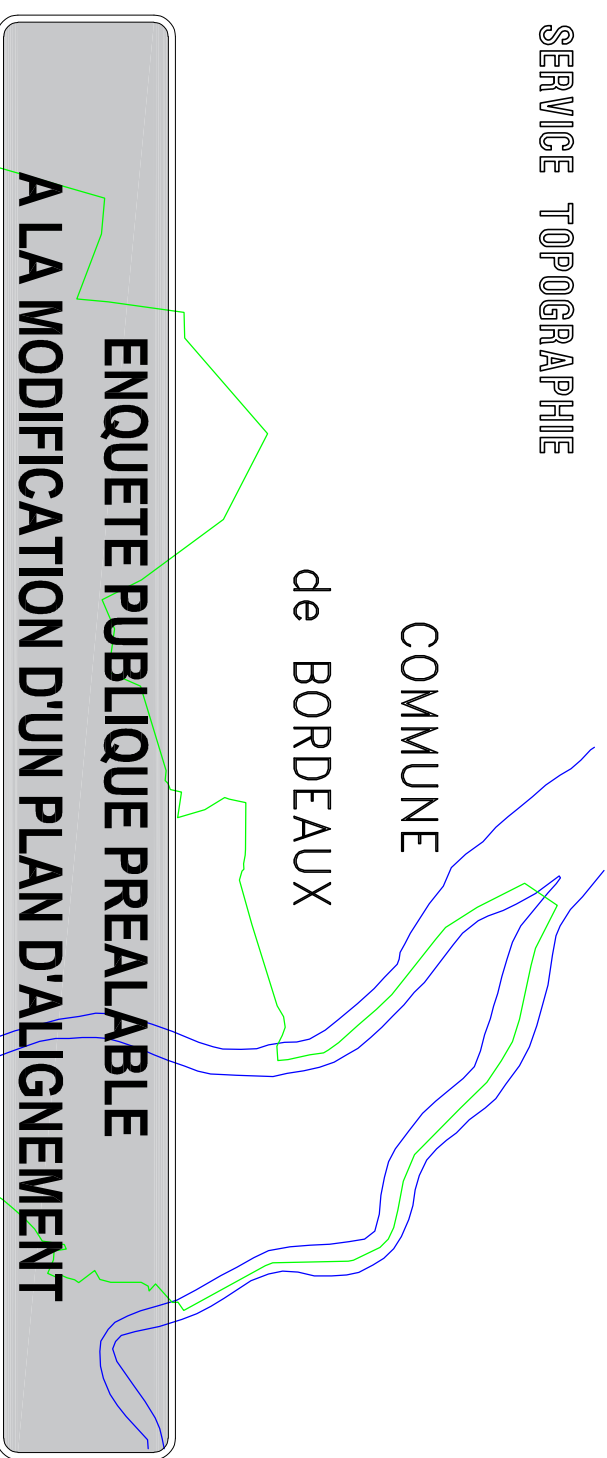 SERVICE TOPOGRAPHIE
COMMUNE
de BORDEAUX
ENQUETE PUBLIQUE PREALABLE
A LA MODIFICATION D'UN PLAN D'ALIGNEMENT